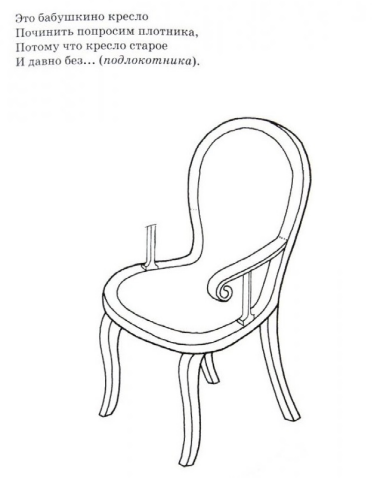 Это бабушкино кресло
Починить попросим плотника,
Потому что кресло старое
И давно без... (подлокотника).